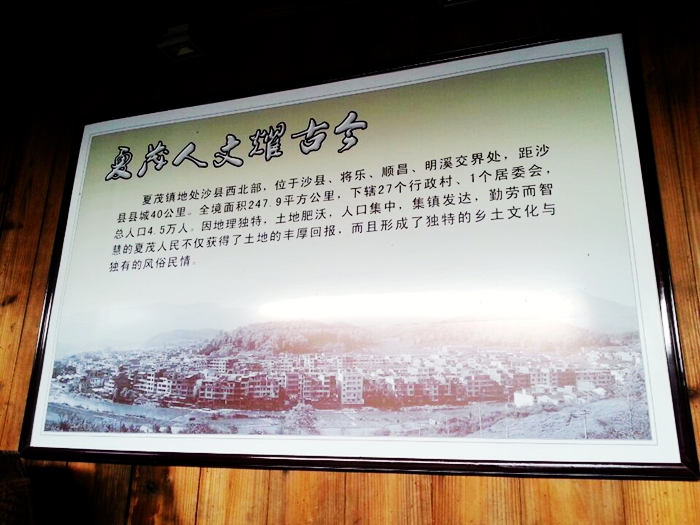 夏茂人文耀古今
夏茂镇地处沙县西北部，位于沙县、将乐、顺昌、明溪交界处，距沙
县县城40公里。全境面积247.9平方公里，下辖27个行政村、1个居委会，
总人口4.5万人。因地理独特，土地肥沃，人口集中，集镇发达，勤劳而智
慧的夏茂人民不仅获得了土地的丰厚回报，而且形成了独特的乡土文化与
独有的风俗民情。